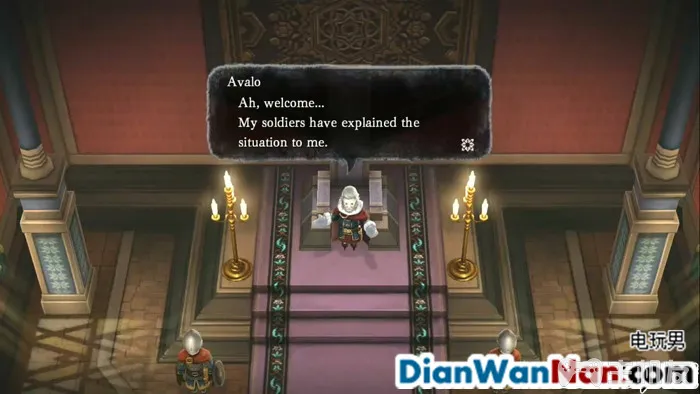 Avalo
Ah, welcome...
My soldiers have explained the
situation to me.
电玩男
DianWanNan.com